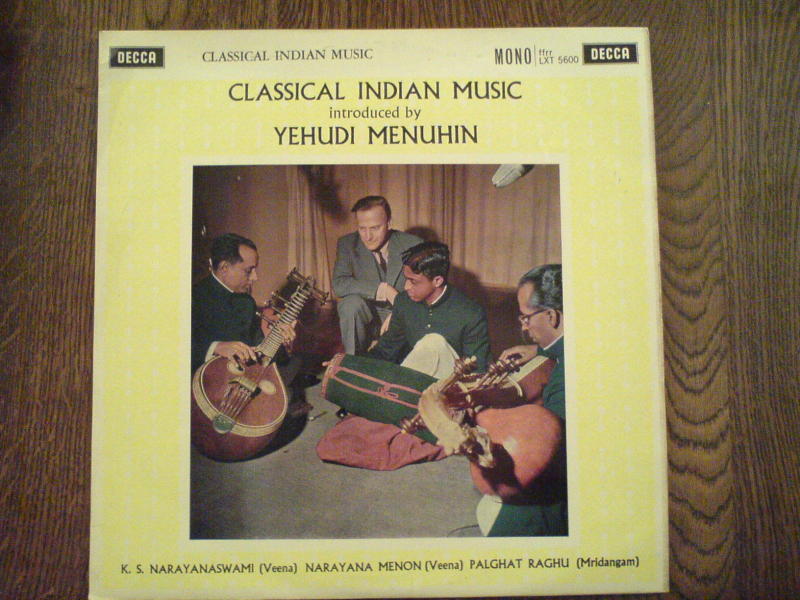 DECCA CLASSICAL INDIAN MUSIC MONO ffrr LXT 5600 DECCA
CLASSICAL INDIAN MUSIC
introduced by
YEHUDI MENUHIN
K. S. NARAYANASWAMI (Veena) NARAYANA MENON (Veena) PALGHAT RAGHU (Mridangam)